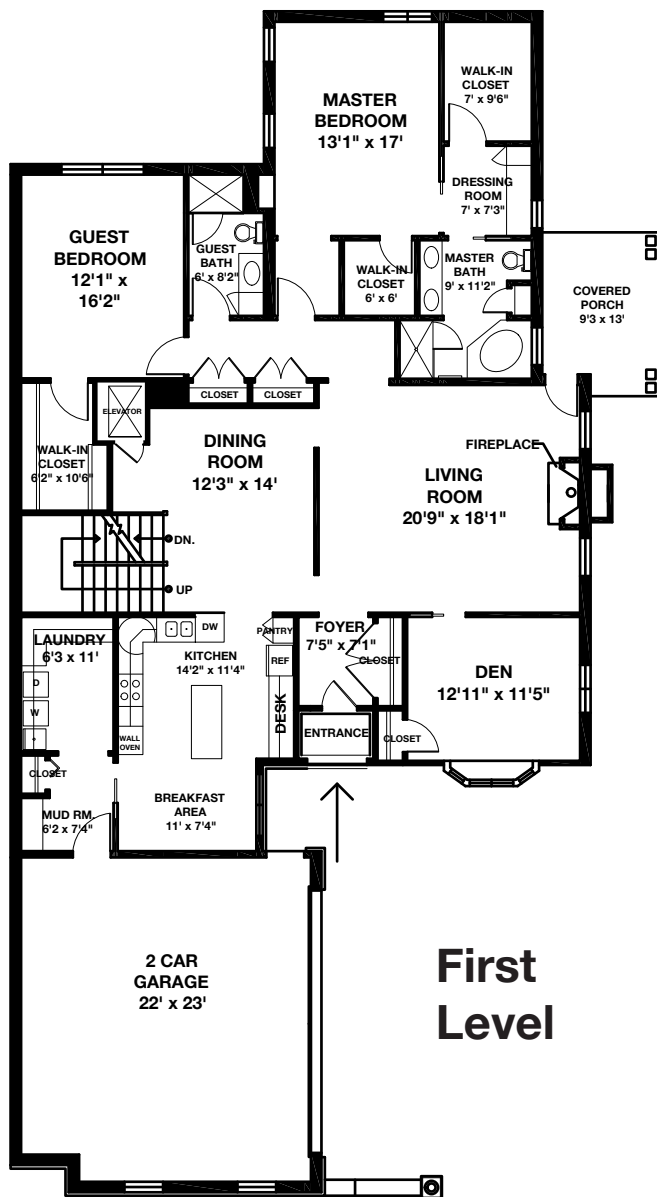 WALK-IN
CLOSET
7' x 9'6"
MASTER
BEDROOM
13'1" x 17'
DRESSING
ROOM
7' x 7'3"
GUEST
BEDROOM
12'1" x
16'2"
GUEST
BATH
6' x 8'2"
WALK-IN
CLOSET
6' x 6'
MASTER
BATH
9' x 11'2"
COVERED
PORCH
9'3 x 13'
CLOSET
CLOSET
ELEVATOR
WALK-IN
CLOSET
6'2" x 10'6"
DINING
ROOM
12'3" x 14'
FIREPLACE
LIVING
ROOM
20'9" x 18'1"
DN.
UP
LAUNDRY
6'3 x 11'
D
W
DW
KITCHEN
14'2" x 11'4"
PANTRY
REF
DESK
WALL
OVEN
FOYER
7'5" x 7'1"
CLOSET
DEN
12'11" x 11'5"
ENTRANCE
CLOSET
CLOSET
MUD RM.
6'2 x 7'4"
BREAKFAST
AREA
11' x 7'4"
2 CAR
GARAGE
22' x 23'
First
Level